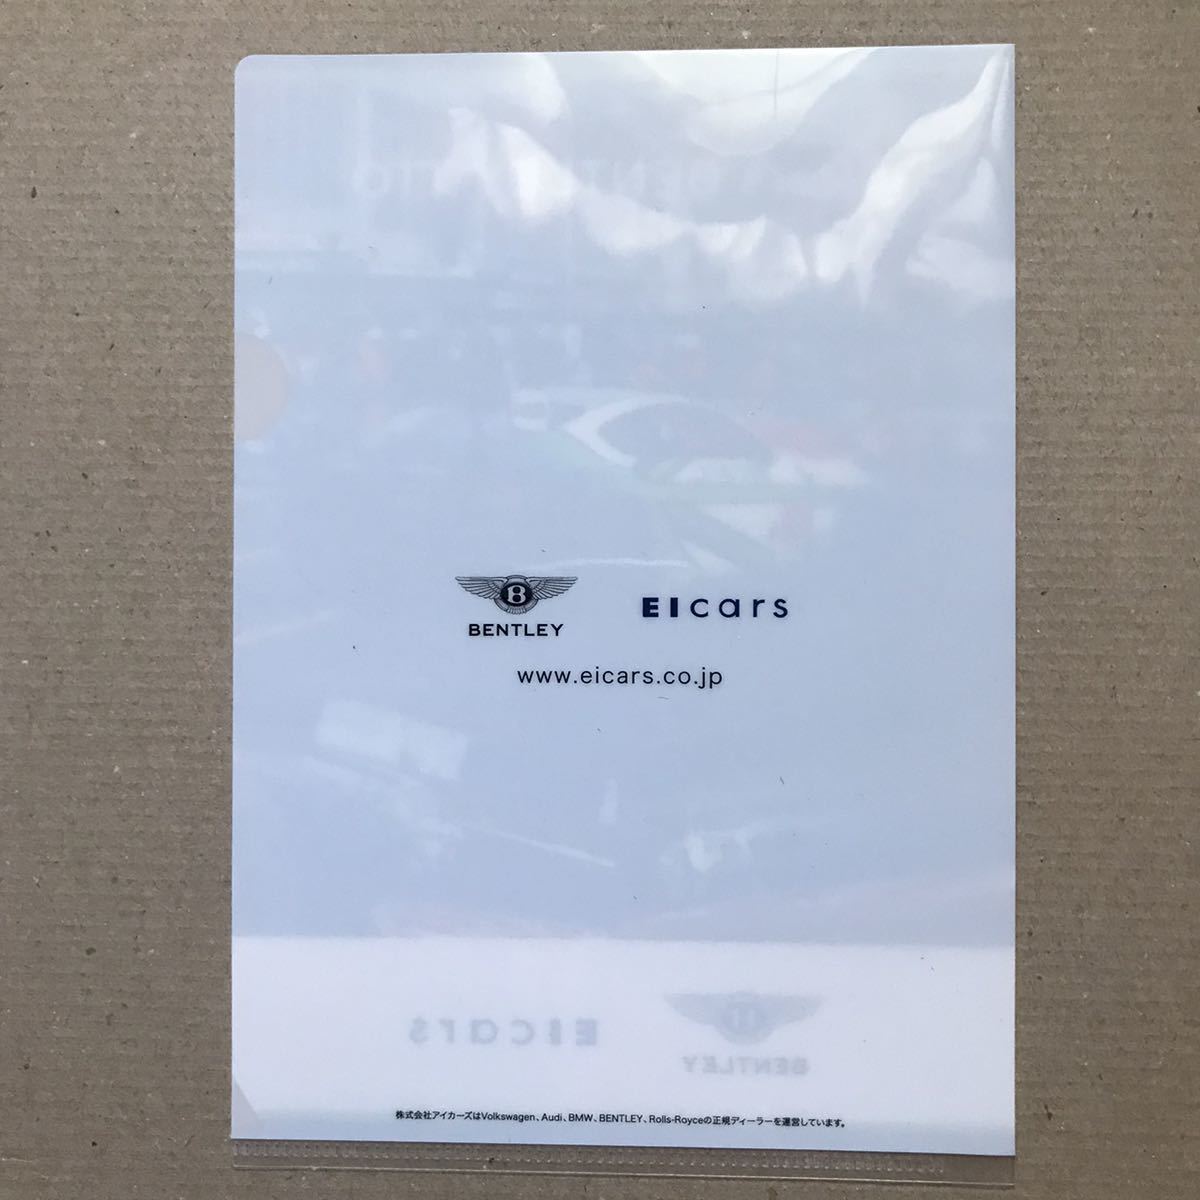 B
BENTLEY
EIcars
www.eicars.co.jp
EIcars
BENTLEY
株式会社アイカーズはVolkswagen、Audi、BMW、BENTLEY、Rolls-Royceの正規ディーラーを運営しています。